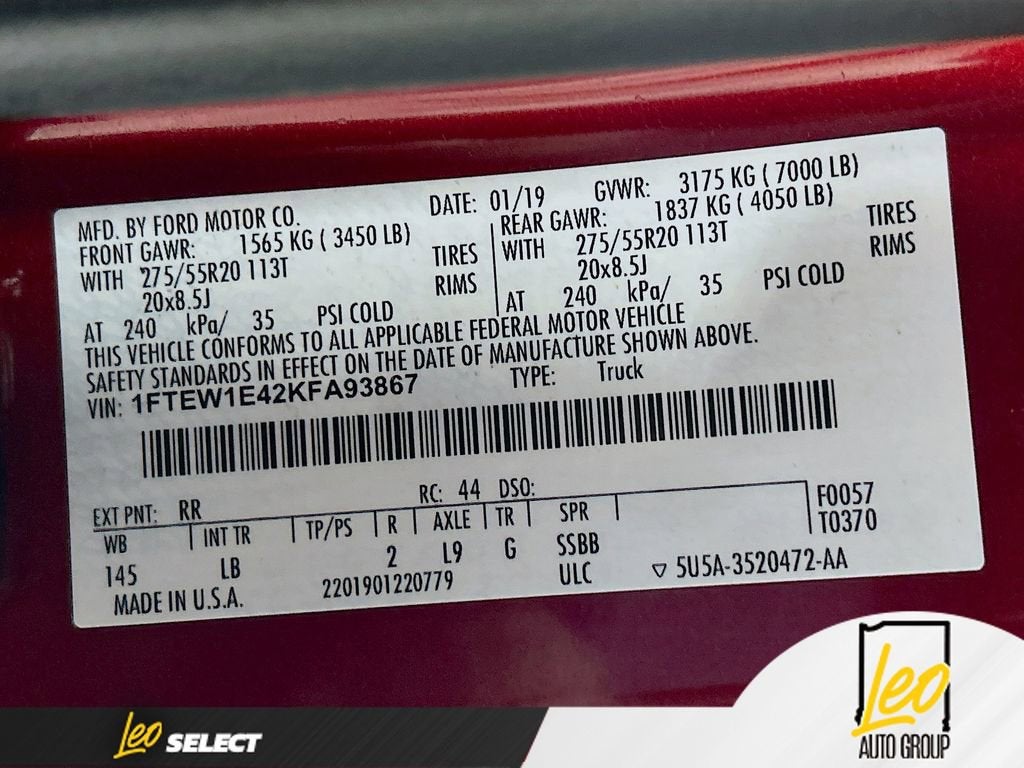 MFD. BY FORD MOTOR CO.
DATE: 01/19 GVWR: 3175 KG ( 7000 LB)
FRONT GAWR: 1565 KG ( 3450 LB)
REAR GAWR: 1837 KG ( 4050 LB)
WITH 275/55R20 113T TIRES
WITH 275/55R20 113T TIRES
20x8.5J RIMS
20x8.5J RIMS
AT 240 kPa/ 35 PSI COLD
AT 240 kPa/ 35 PSI COLD
THIS VEHICLE CONFORMS TO ALL APPLICABLE FEDERAL MOTOR VEHICLE
SAFETY STANDARDS IN EFFECT ON THE DATE OF MANUFACTURE SHOWN ABOVE.
VIN: 1FTEW1E42KFA93867 TYPE: Truck
EXT PNT: RR RC: 44 DSO:
WB INT TR TP/PS R AXLE TR SPR F0057
145 LB 2 L9 G SSBB T0370
MADE IN U.S.A. 2201901220779 ULC ▽ 5U5A-3520472-AA
Leo SELECT
Leo
AUTO GROUP